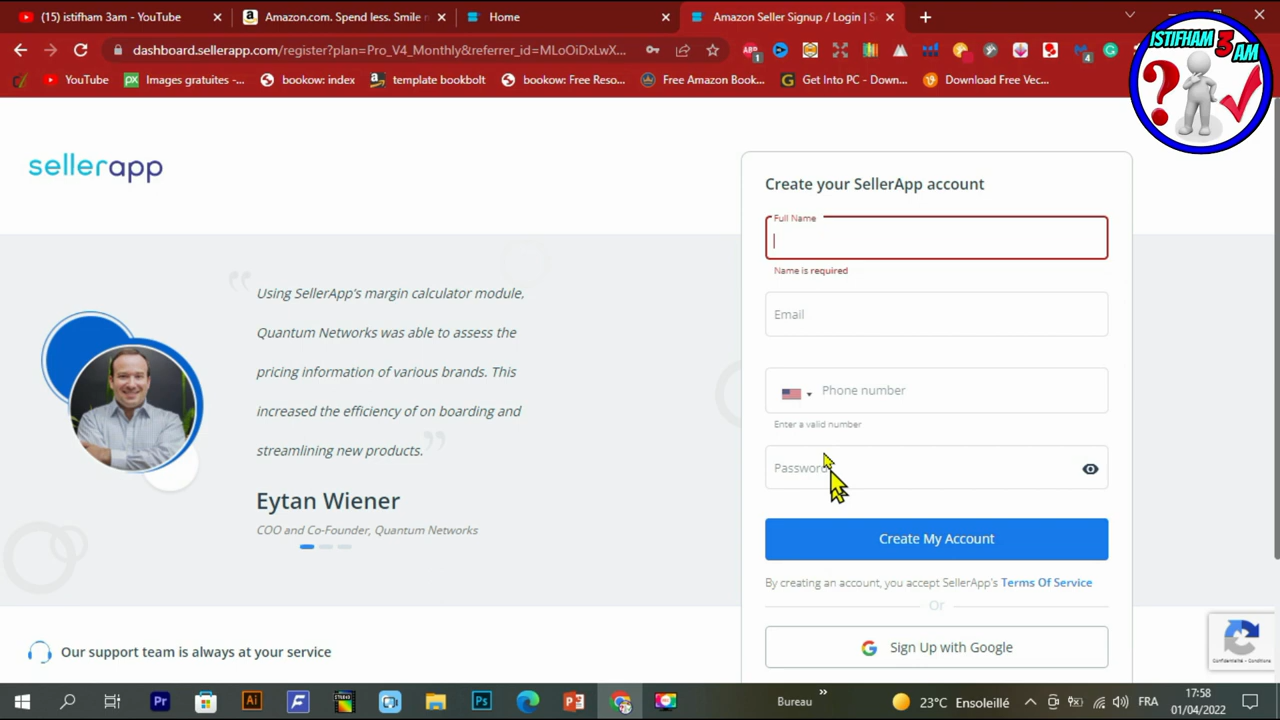 (15) istifham 3am - YouTube
Amazon.com. Spend less. Smile n
Home
Amazon Seller Signup / Login | S
dashboard.sellerapp.com/register?plan=Pro_V4_Monthly&referrer_id=MLoOiDxLwX...
YouTube
Images gratuites -...
bookow: index
template bookbolt
bookow: Free Reso...
Free Amazon Book...
Get Into PC - Down...
Download Free Vec...
ISTIFHAM 3 AM
sellerapp
Create your SellerApp account
Full Name
Name is required
Email
Phone number
Enter a valid number
Password
Create My Account
By creating an account, you accept SellerApp's Terms Of Service
Or
Sign Up with Google
Using SellerApp's margin calculator module,
Quantum Networks was able to assess the
pricing information of various brands. This
increased the efficiency of on boarding and
streamlining new products.
Eytan Wiener
COO and Co-Founder, Quantum Networks
Our support team is always at your service
Confidentialité - Conditions
Bureau
23°C Ensoleillé
FRA
17:58
01/04/2022